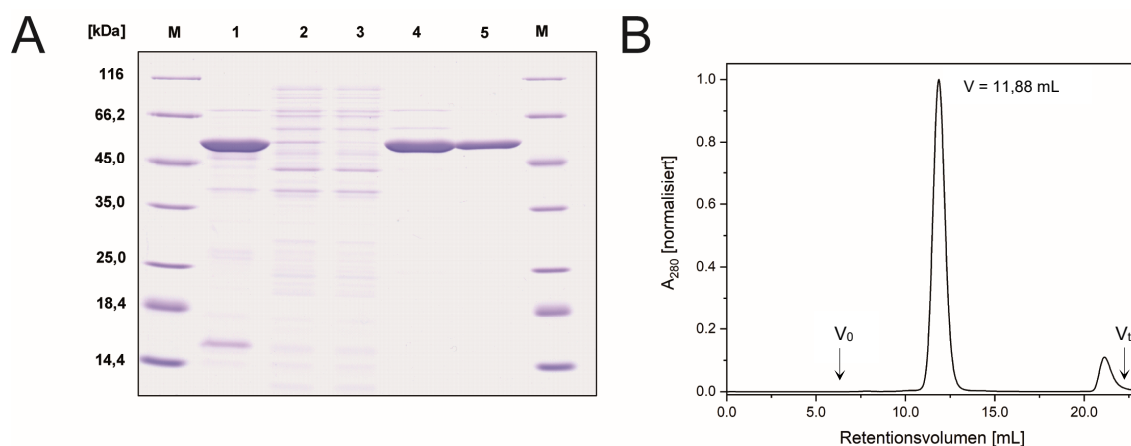 A
[kDa] M 1 2 3 4 5 M
116
66,2
45,0
35,0
25,0
18,4
14,4
B
V = 11,88 mL
1.0
0.8
0.6
0.4
0.2
0.0
A280 [normalisiert]
V0
Vt
0.0 5.0 10.0 15.0 20.0
Retentionsvolumen [mL]